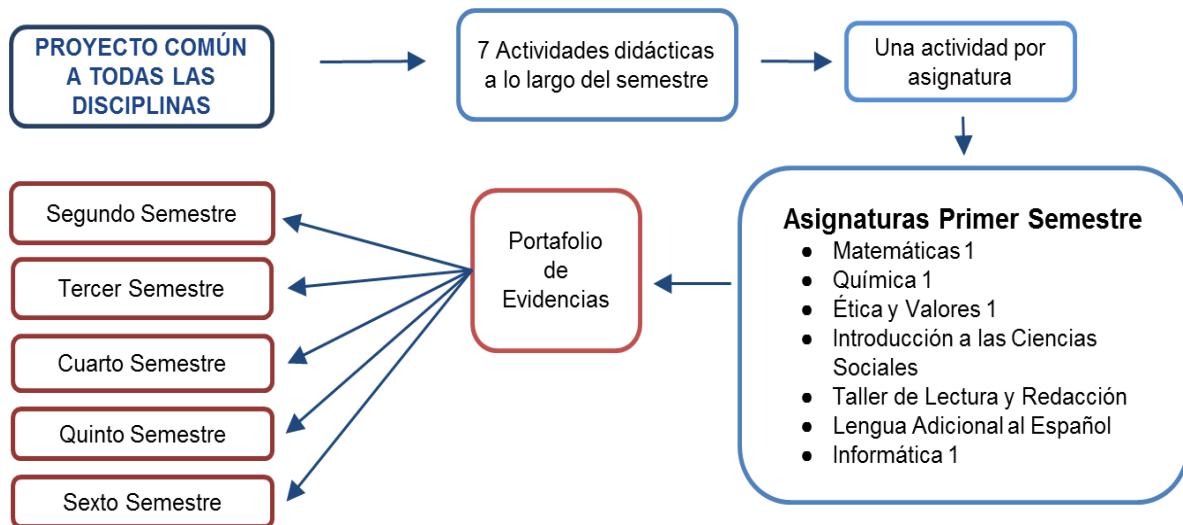 PROYECTO COMÚN
A TODAS LAS
DISCIPLINAS
7 Actividades didácticas
a lo largo del semestre
Una actividad por
asignatura
Asignaturas Primer Semestre
● Matemáticas 1
● Química 1
● Ética y Valores 1
● Introducción a las Ciencias
Sociales
● Taller de Lectura y Redacción
● Lengua Adicional al Español
● Informática 1
Portafolio
de
Evidencias
Segundo Semestre
Tercer Semestre
Cuarto Semestre
Quinto Semestre
Sexto Semestre